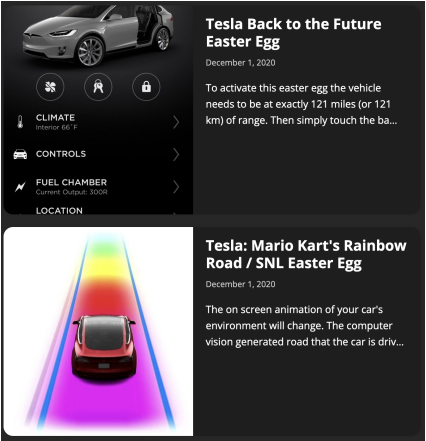 Tesla Back to the Future
Easter Egg
December 1, 2020
To activate this easter egg the vehicle
needs to be at exactly 121 miles (or 121
km) of range. Then simply touch the ba...
CLIMATE
Interior 66°F
CONTROLS
FUEL CHAMBER
Current Output: 300R
LOCATION
Tesla: Mario Kart's Rainbow
Road / SNL Easter Egg
December 1, 2020
The on screen animation of your car's
environment will change. The computer
vision generated road that the car is driv...